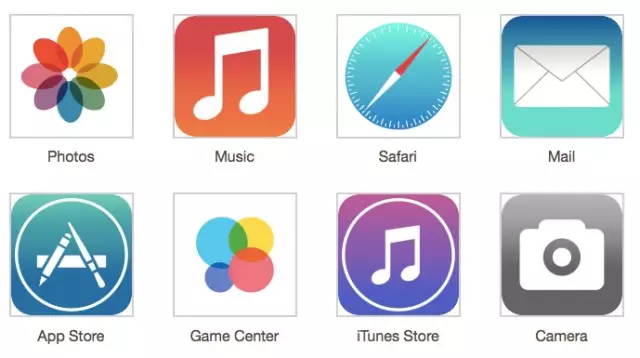 Photos
Music
Safari
Mail
App Store
Game Center
iTunes Store
Camera